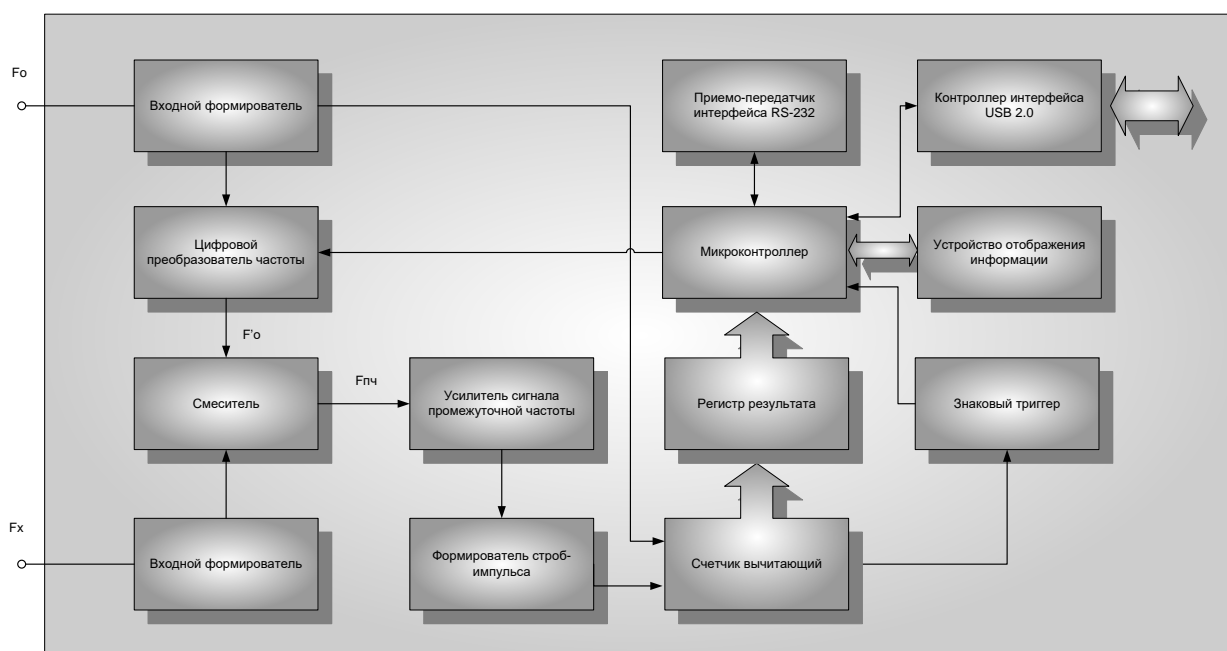 Fo
Входной формирователь
Приемо-передатчик
интерфейса RS-232
Контроллер интерфейса
USB 2.0
Цифровой
преобразователь частоты
Микроконтроллер
Устройство отображения
информации
F'o
Смеситель
Fпч
Усилитель сигнала
промежуточной частоты
Регистр результата
Знаковый триггер
Fx
Входной формирователь
Формирователь строб-
импульса
Счетчик вычитающий